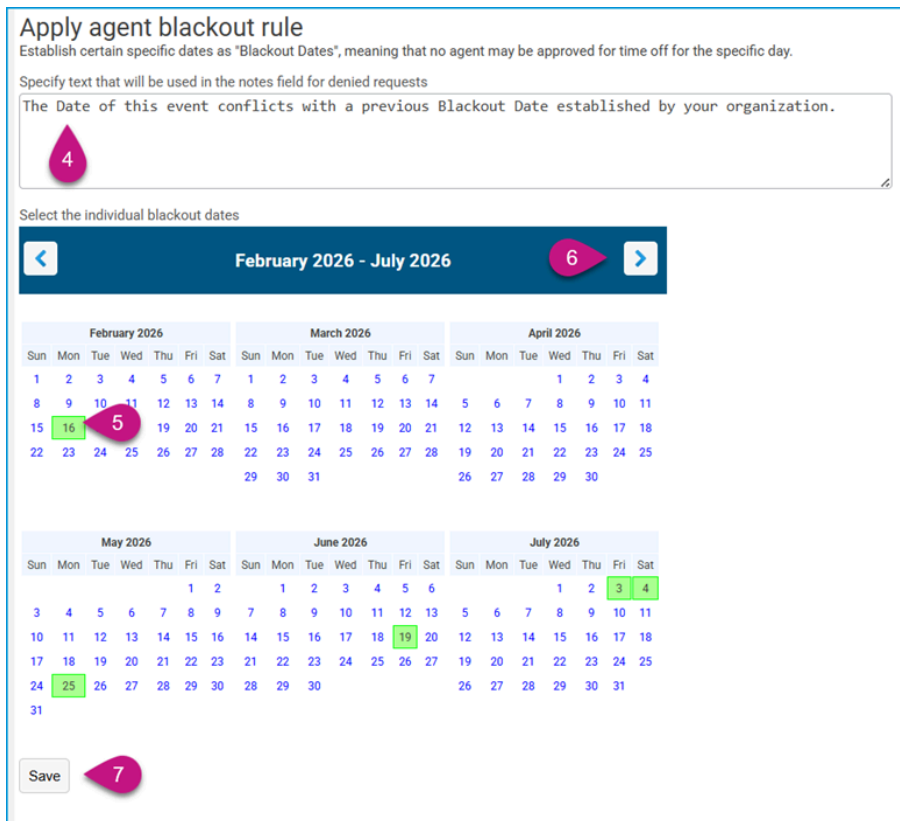 Apply agent blackout rule
Establish certain specific dates as "Blackout Dates", meaning that no agent may be approved for time off for the specific day.
Specify text that will be used in the notes field for denied requests
The Date of this event conflicts with a previous Blackout Date established by your organization.
4
Select the individual blackout dates
February 2026 - July 2026 6
February 2026 March 2026 April 2026
Sun Mon Tue Wed Thu Fri Sat Sun Mon Tue Wed Thu Fri Sat Sun Mon Tue Wed Thu Fri Sat
1 2 3 4 5 6 7 1 2 3 4 5 6 7 1 2 3 4
8 9 10 11 12 13 14 8 9 10 11 12 13 14 5 6 7 8 9 10 11
15 16 5 19 20 21 15 16 17 18 19 20 21 12 13 14 15 16 17 18
22 23 24 25 26 27 28 22 23 24 25 26 27 28 19 20 21 22 23 24 25
29 30 31 26 27 28 29 30
May 2026 June 2026 July 2026
Sun Mon Tue Wed Thu Fri Sat Sun Mon Tue Wed Thu Fri Sat Sun Mon Tue Wed Thu Fri Sat
1 2 1 2 3 4 5 6 1 2 3 4
3 4 5 6 7 8 9 7 8 9 10 11 12 13 5 6 7 8 9 10 11
10 11 12 13 14 15 16 14 15 16 17 18 19 20 12 13 14 15 16 17 18
17 18 19 20 21 22 23 21 22 23 24 25 26 27 19 20 21 22 23 24 25
24 25 26 27 28 29 30 28 29 30 26 27 28 29 30 31
31
Save 7